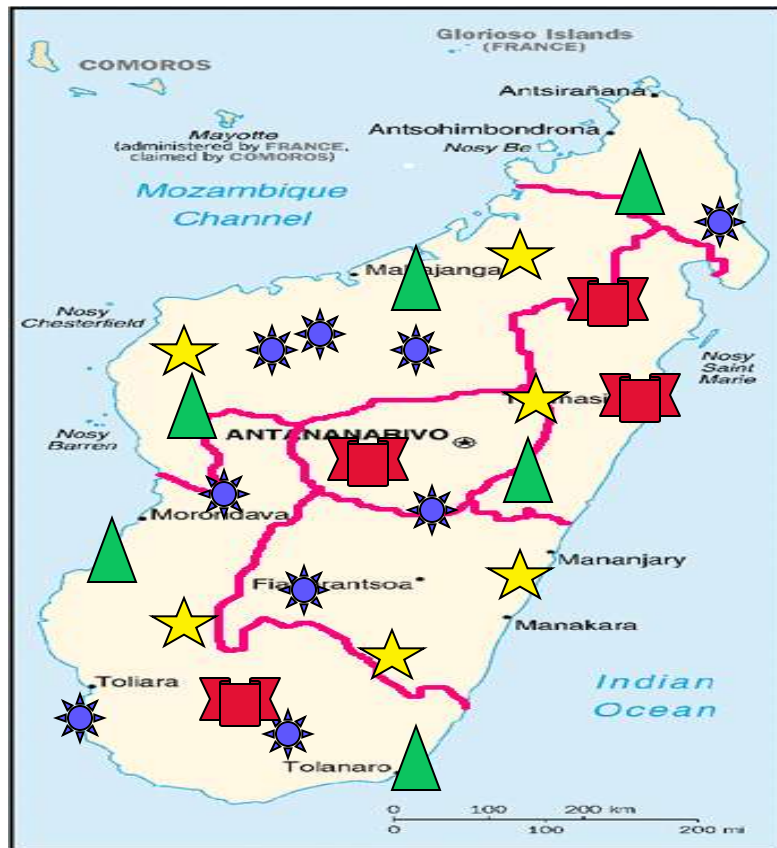 Glorioso Islands
(FRANCE)
COMOROS
Antsirañana
Mayotte
(administered by FRANCE,
claimed by COMOROS)
Antsohimbondrona
Nosy Be
Mozambique
Channel
Mahajanga
Nosy
Chesterfield
Nosy
Saint
Marie
Nosy
Barren
ANTANANARIVO
Morondava
Mananjary
Fianarantsoa
Manakara
Toliara
Indian
Ocean
Tolanaro
0 100 200 km
0 100 200 mi